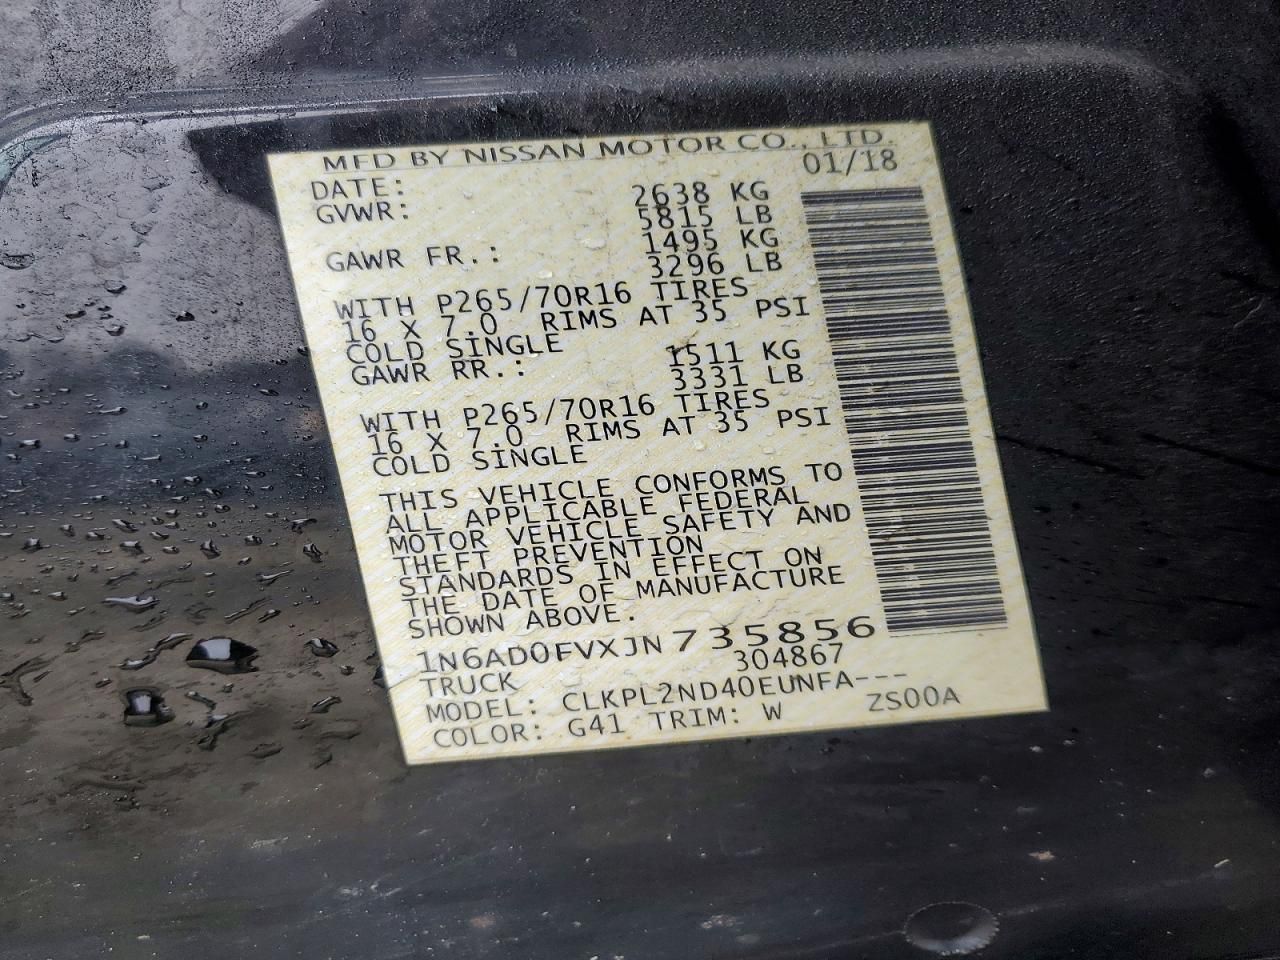 MFD BY NISSAN MOTOR CO., LTD.
DATE: 01/18
GVWR: 2638 KG
5815 LB
GAWR FR.: 1495 KG
3296 LB
WITH P265/70R16 TIRES
16 X 7.0 RIMS AT 35 PSI
COLD SINGLE
GAWR RR.: 1511 KG
3331 LB
WITH P265/70R16 TIRES
16 X 7.0 RIMS AT 35 PSI
COLD SINGLE
THIS VEHICLE CONFORMS TO
ALL APPLICABLE FEDERAL
MOTOR VEHICLE SAFETY AND
THEFT PREVENTION
STANDARDS IN EFFECT ON
THE DATE OF MANUFACTURE
SHOWN ABOVE.
1N6AD0FVXJN735856
TRUCK 304867
MODEL: CLKPL2ND40EUNFA---
COLOR: G41 TRIM: W ZS00A